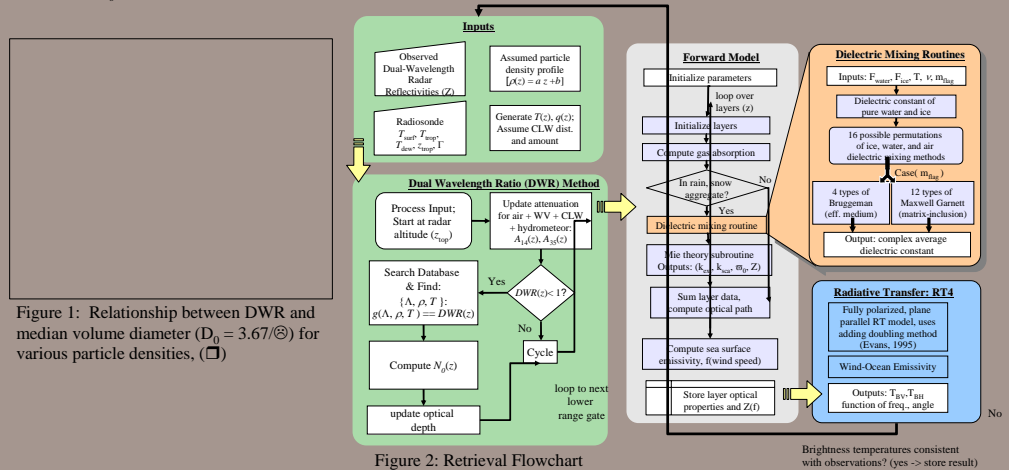 Inputs
Observed
Dual-Wavelength
Radar
Reflectivities (Z)
Assumed particle
density profile
[ρ(z) = a z +b]
Radiosonde
T_surf, T_trop,
T_dew, z_trop, Γ
Generate T(z), q(z);
Assume CLW dist.
and amount
Dual Wavelength Ratio (DWR) Method
Process Input;
Start at radar
altitude (z_top)
Update attenuation
for air + WV + CLW
+ hydrometeor:
A_14(z), A_35(z)
Search Database
& Find:
{Λ, ρ, T }:
g(Λ, ρ, T ) == DWR(z)
Yes
DWR(z)< 1?
No
Cycle
Compute N_0(z)
update optical
depth
loop to next
lower
range gate
Figure 1: Relationship between DWR and
median volume diameter (D_0 = 3.67/☹) for
various particle densities, (❒)
Figure 2: Retrieval Flowchart
Forward Model
Initialize parameters
loop over
layers (z)
Initialize layers
Compute gas absorption
No
In rain, snow
aggregate?
Yes
Dielectric mixing routine
Mie theory subroutine
Outputs: (k_ext, k_sca, ϖ_0, Z)
Sum layer data,
compute optical path
Compute sea surface
emissivity, f(wind speed)
Store layer optical
properties and Z(f)
Dielectric Mixing Routines
Inputs: F_water, F_ice, T, ν, m_flag
Dielectric constant of
pure water and ice
16 possible permutations
of ice, water, and air
dielectric mixing methods
Case( m_flag)
4 types of
Bruggeman
(eff. medium)
12 types of
Maxwell Garnett
(matrix-inclusion)
Output: complex average
dielectric constant
Radiative Transfer: RT4
Fully polarized, plane
parallel RT model, uses
adding doubling method
(Evans, 1995)
Wind-Ocean Emissivity
Outputs: T_BV,T_BH
function of freq., angle
No
Brightness temperatures consistent
with observations? (yes -> store result)